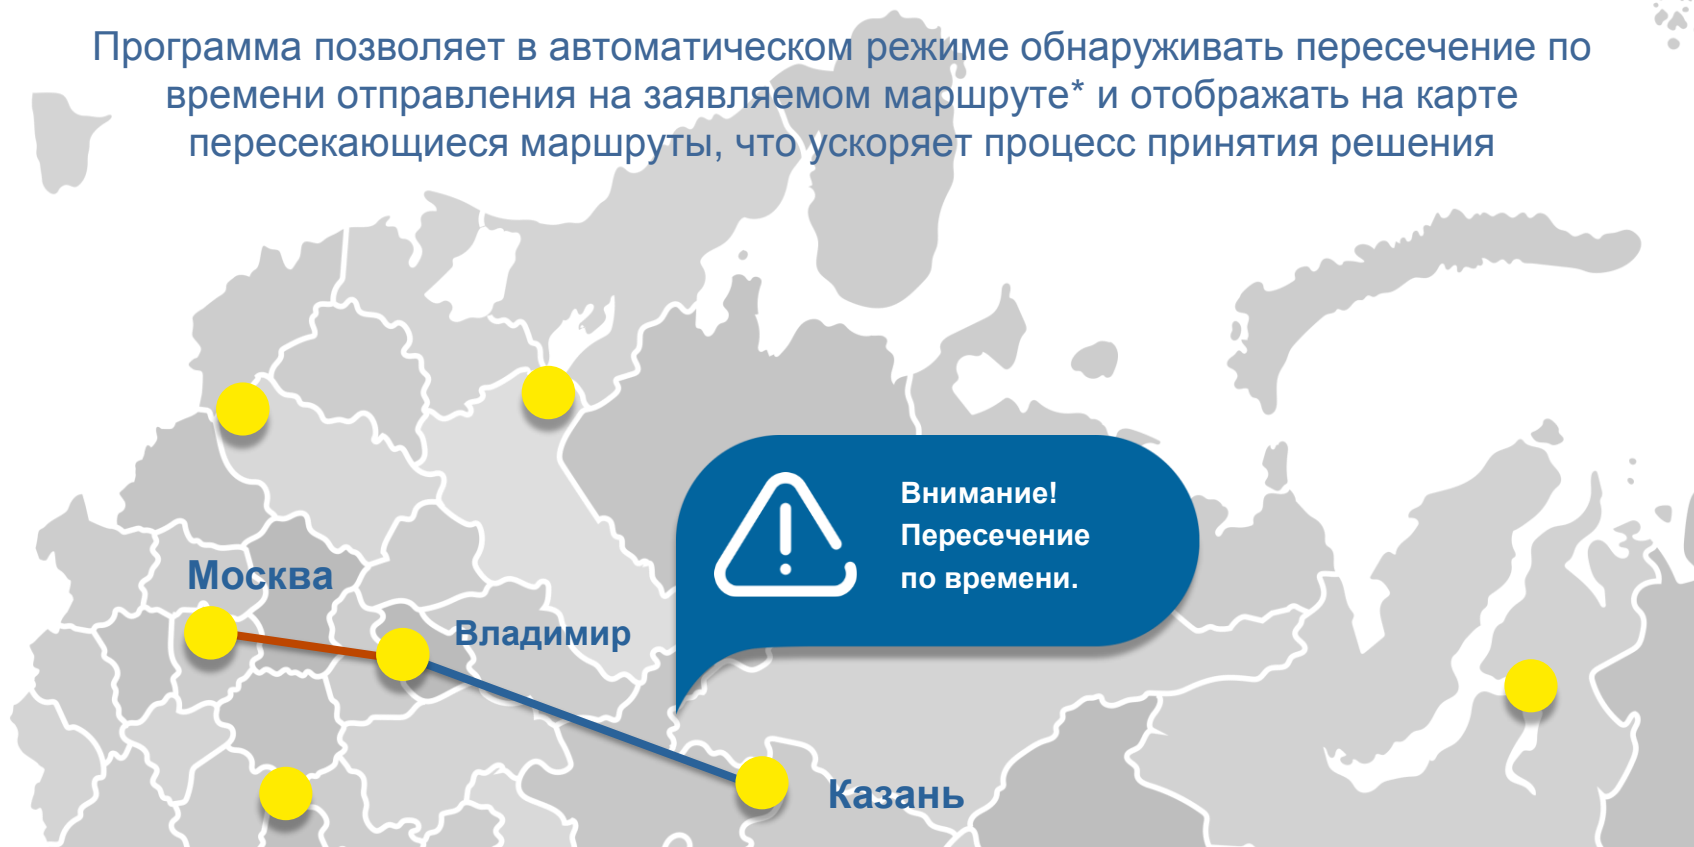 Программа позволяет в автоматическом режиме обнаруживать пересечение по
времени отправления на заявляемом маршруте* и отображать на карте
пересекающиеся маршруты, что ускоряет процесс принятия решения
Внимание!
Пересечение
по времени.
Москва
Владимир
Казань